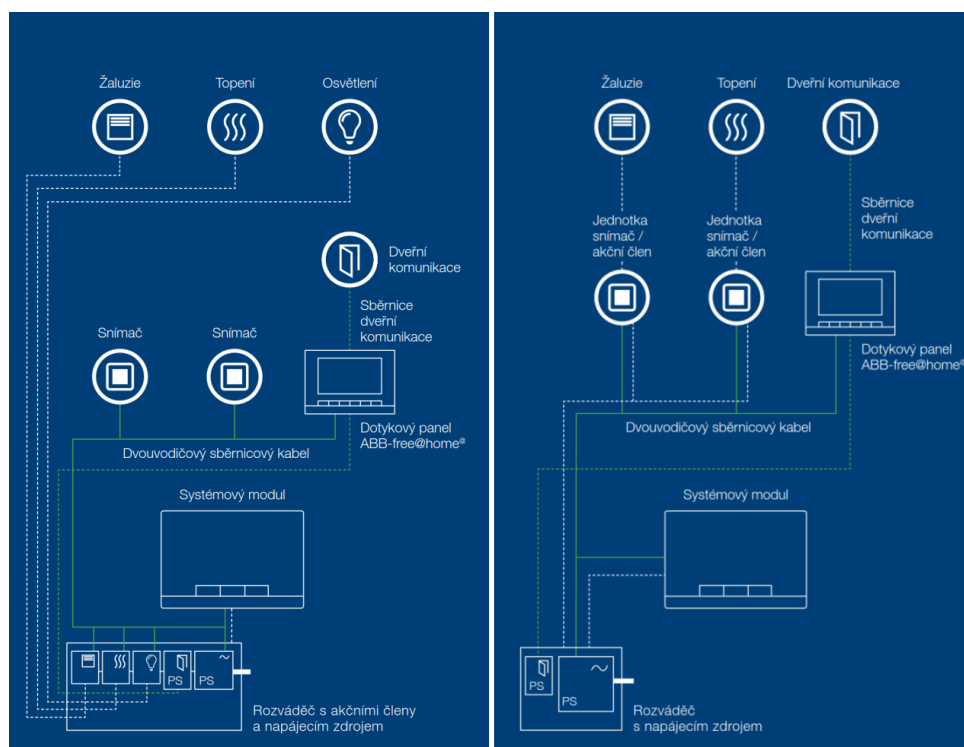 Žaluzie
Topení
Osvětlení
Dveřní
komunikace
Sběrnice
dveřní
komunikace
Snímač
Snímač
Dotykový panel
ABB-free@home®
Dvouvodičový sběrnicový kabel
Systémový modul
PS
PS
Rozváděč s akčními členy
a napájecím zdrojem
Žaluzie
Topení
Dveřní komunikace
Sběrnice
dveřní
komunikace
Jednotka
snímač /
akční člen
Jednotka
snímač /
akční člen
Dotykový panel
ABB-free@home®
Dvouvodičový sběrnicový kabel
Systémový modul
PS
PS
Rozváděč
s napájecím zdrojem